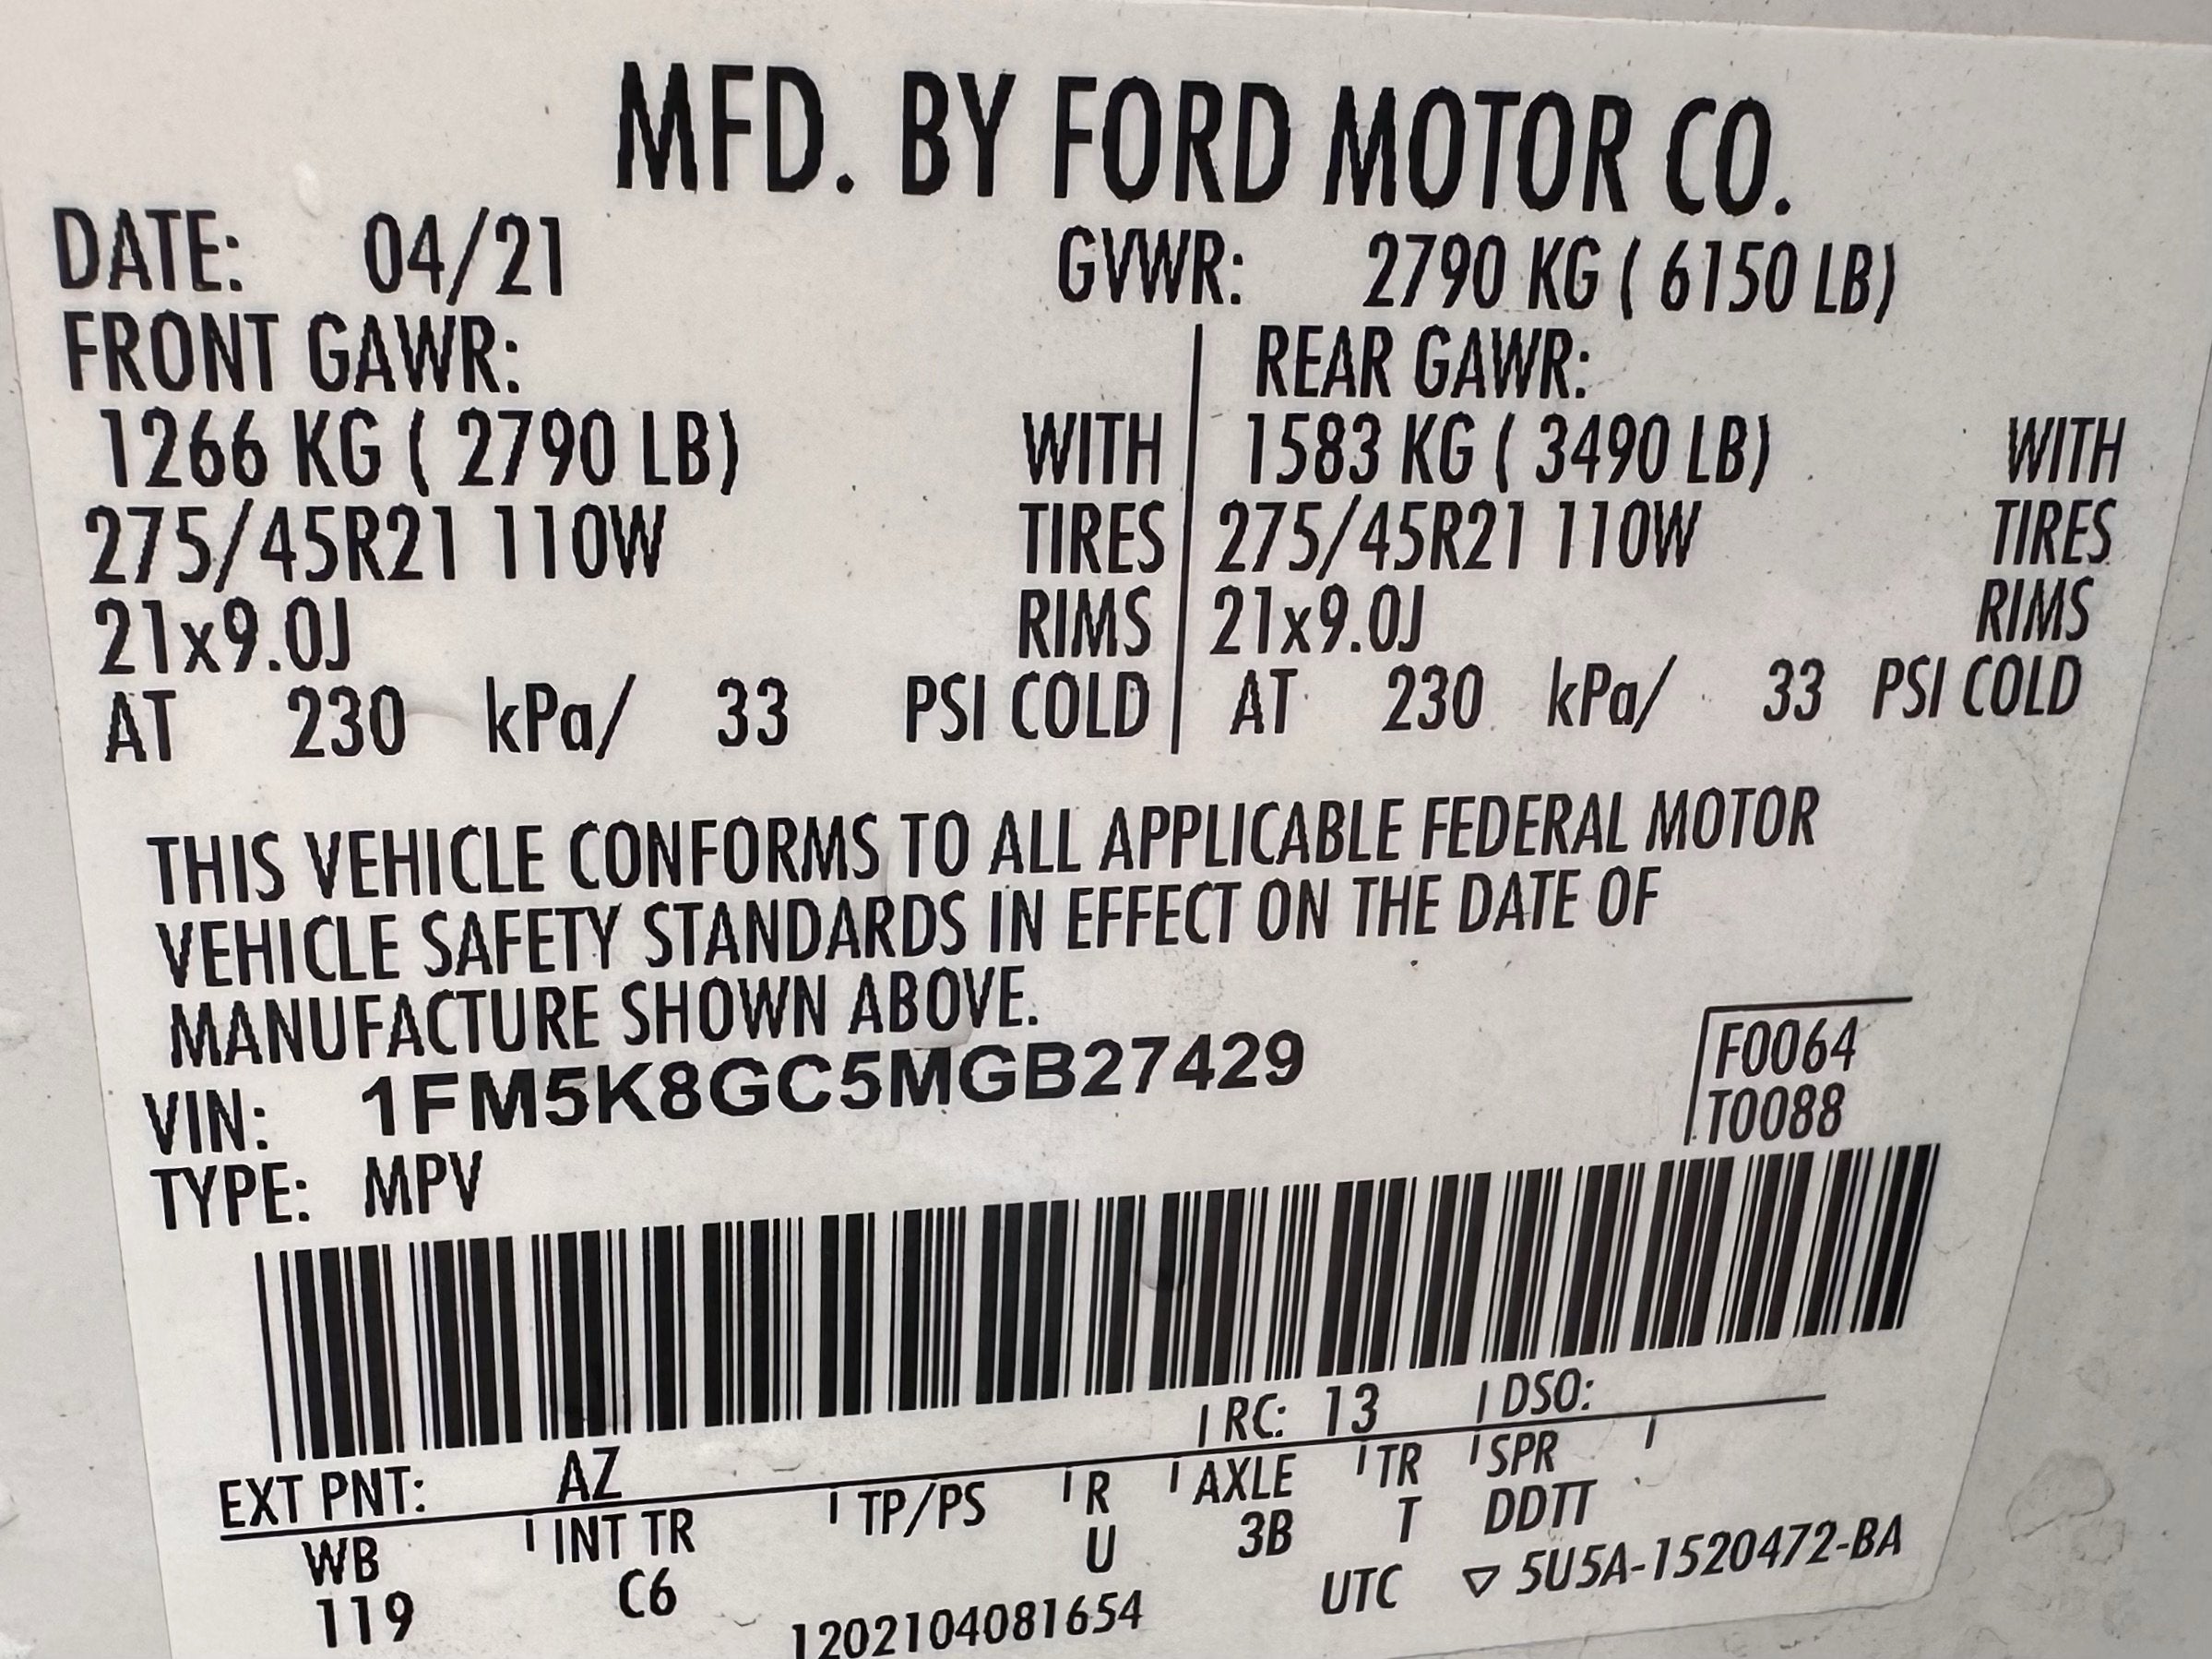 MFD. BY FORD MOTOR CO.
DATE: 04/21 GVWR: 2790 KG ( 6150 LB)
FRONT GAWR: REAR GAWR:
1266 KG ( 2790 LB) WITH 1583 KG ( 3490 LB) WITH
275/45R21 110W TIRES 275/45R21 110W TIRES
21x9.0J RIMS 21x9.0J RIMS
AT 230 kPa/ 33 PSI COLD AT 230 kPa/ 33 PSI COLD
THIS VEHICLE CONFORMS TO ALL APPLICABLE FEDERAL MOTOR
VEHICLE SAFETY STANDARDS IN EFFECT ON THE DATE OF
MANUFACTURE SHOWN ABOVE.
VIN: 1FM5K8GC5MGB27429 F0064
TYPE: MPV T0088
EXT PNT: AZ RC: 13 DSO:
WB INT TR TP/PS R AXLE TR SPR
119 C6 U 3B T DDTT
1202104081654 UTC ▽ 5U5A-1520472-BA